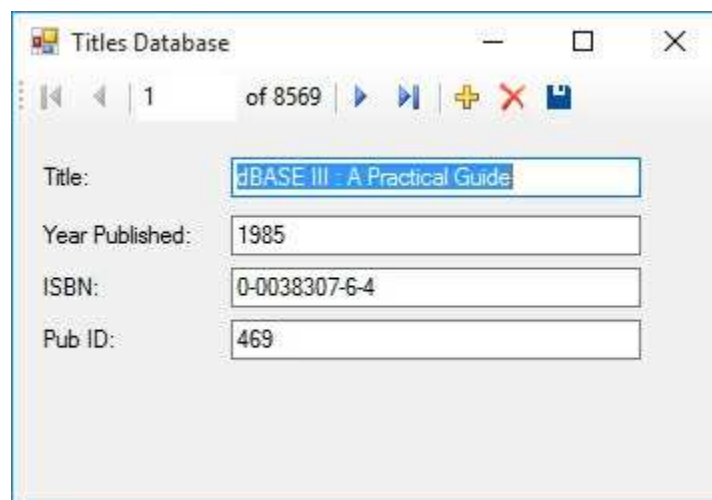 Titles Database
1 of 8569
Title: dBASE III : A Practical Guide
Year Published: 1985
ISBN: 0-0038307-6-4
Pub ID: 469